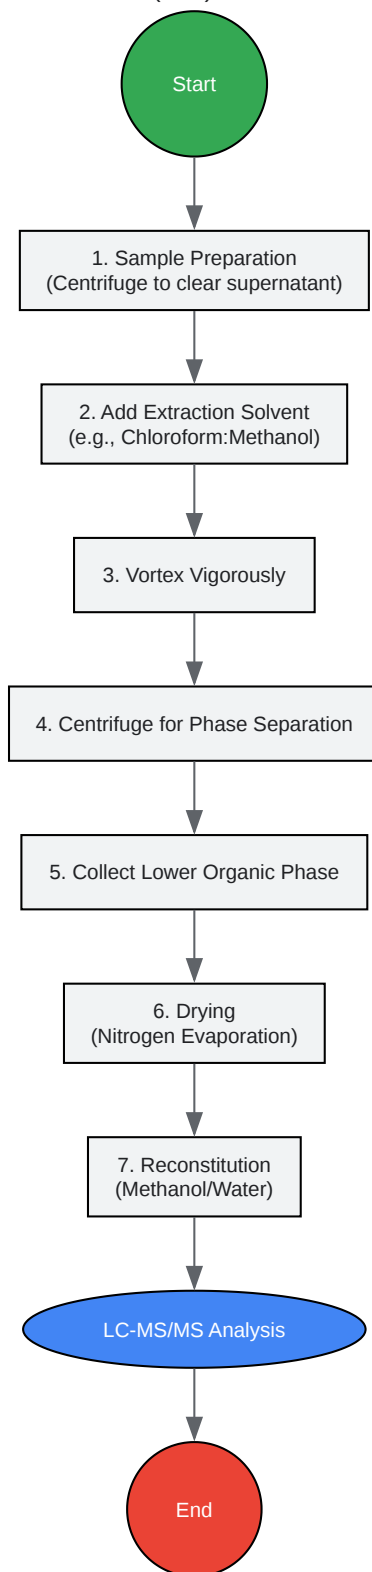 Start
1. Sample Preparation
(Centrifuge to clear supernatant)
2. Add Extraction Solvent
(e.g., Chloroform:Methanol)
3. Vortex Vigorously
4. Centrifuge for Phase Separation
5. Collect Lower Organic Phase
6. Drying
(Nitrogen Evaporation)
7. Reconstitution
(Methanol/Water)
LC-MS/MS Analysis
End